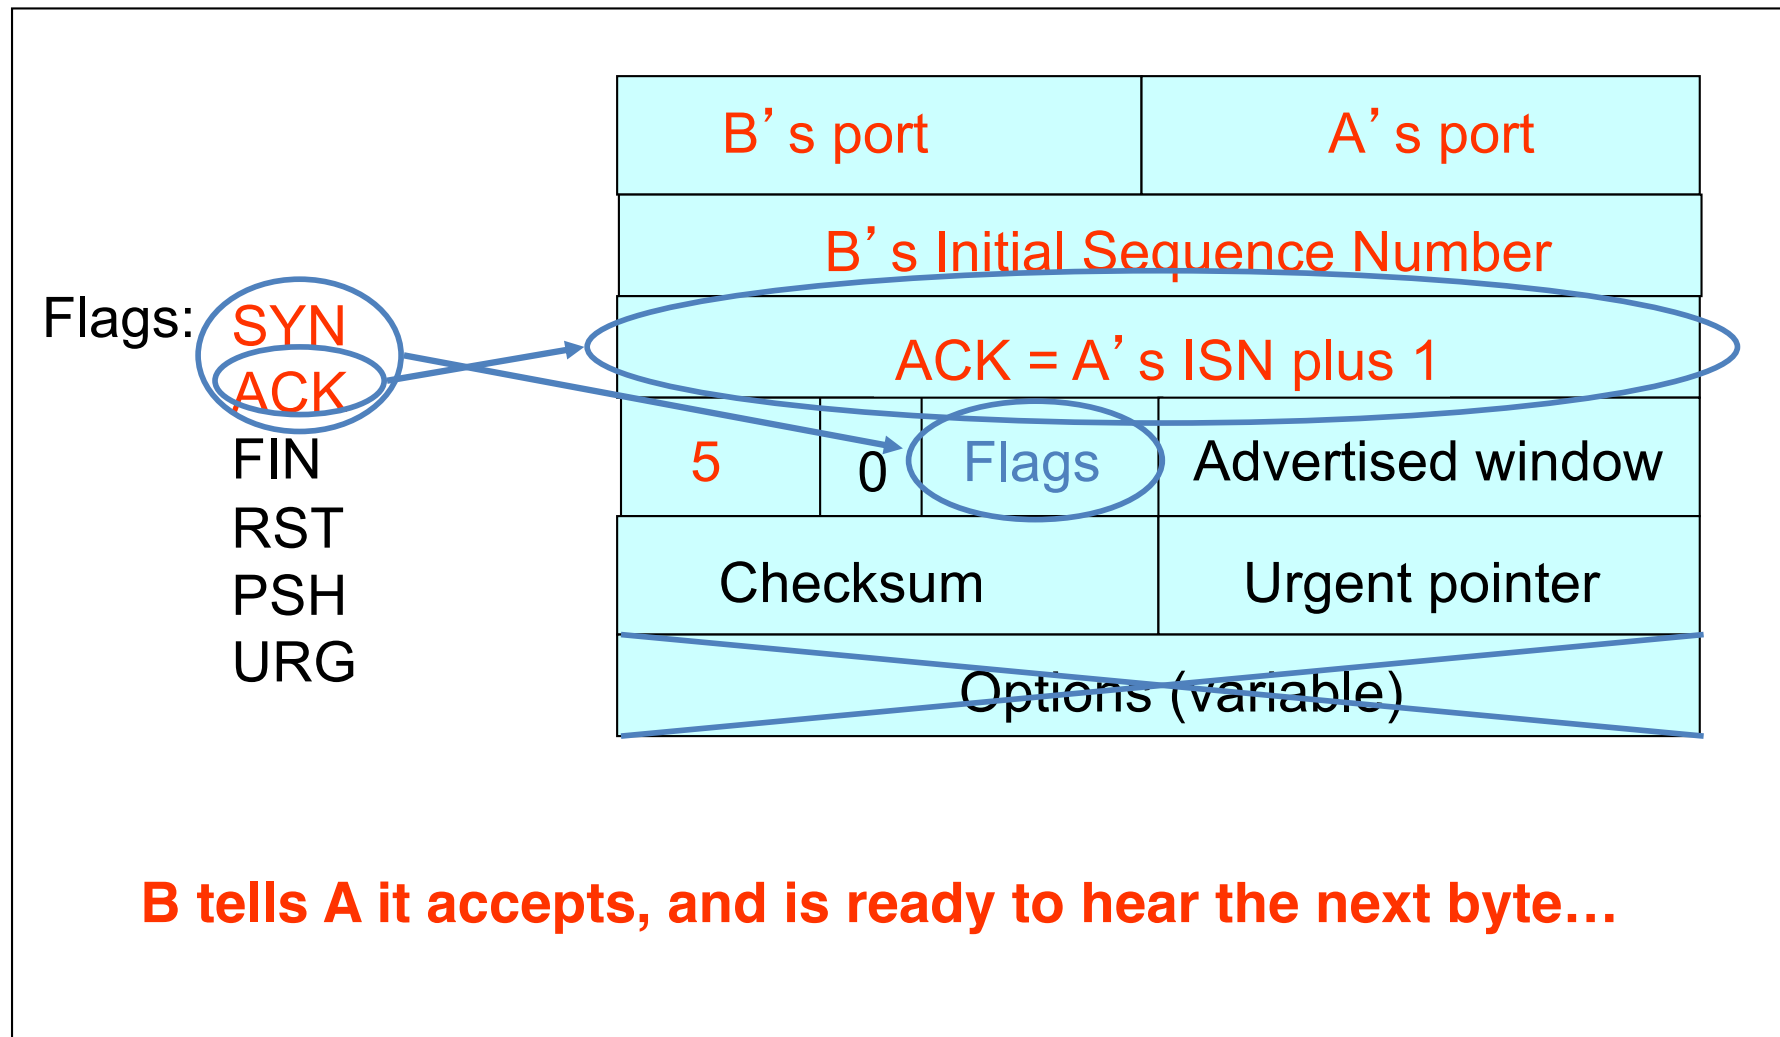 B’s port A’s port
B’s Initial Sequence Number
Flags: SYN
ACK = A’s ISN plus 1
ACK
FIN
5 0 Flags Advertised window
RST
PSH
Checksum Urgent pointer
URG
Options (variable)
B tells A it accepts, and is ready to hear the next byte…